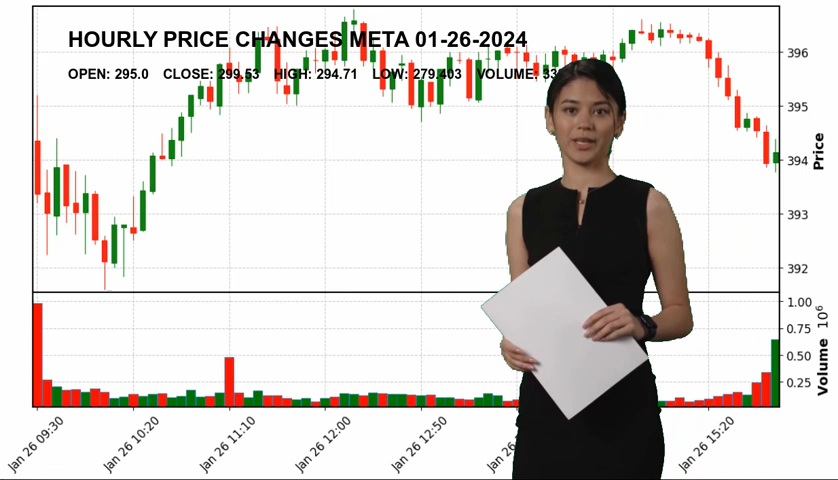 HOURLY PRICE CHANGES META 01-26-2024
OPEN: 295.0 CLOSE: 299.53 HIGH: 294.71 LOW: 279.403 VOLUME: 53
396
395
394
393
392
Price
1.00
0.75
0.50
0.25
Volume 10^6
Jan 26 09:30
Jan 26 10:20
Jan 26 11:10
Jan 26 12:00
Jan 26 12:50
Jan 26 15:20